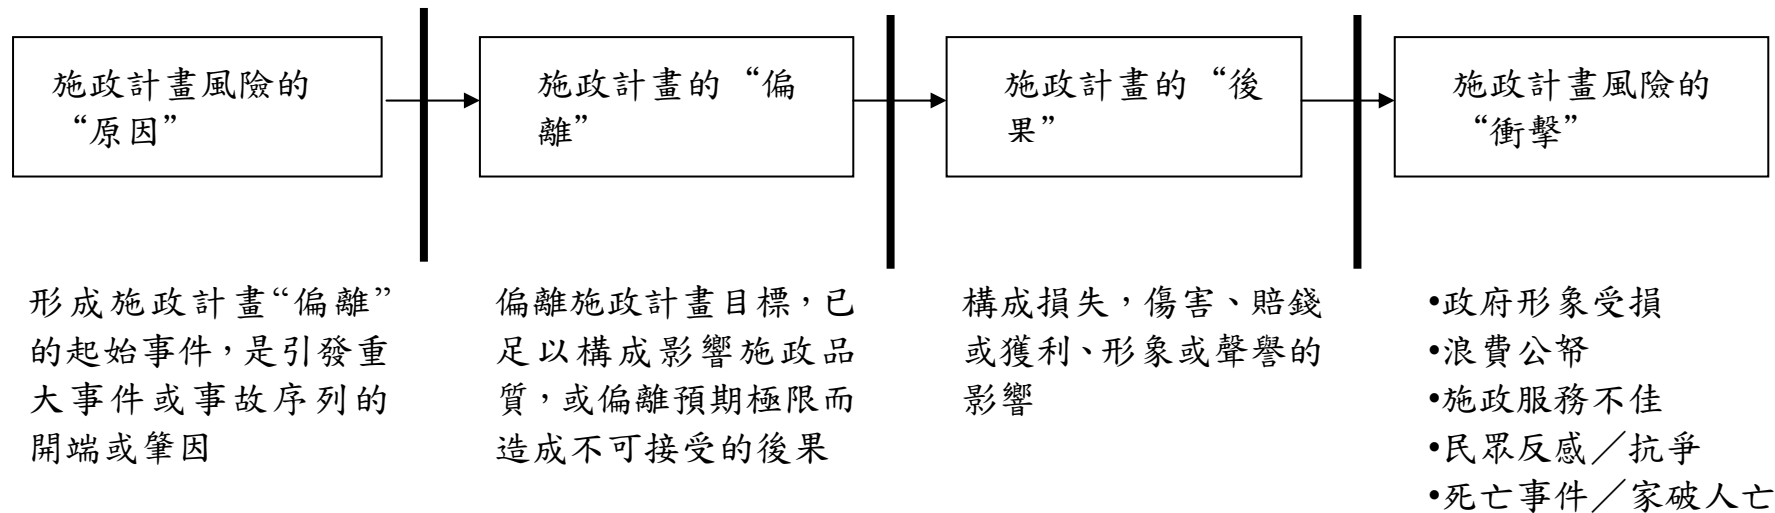 施政計畫風險的
“原因”
施政計畫的“偏
離”
施政計畫的“後
果”
施政計畫風險的
“衝擊”
形成施政計畫“偏離”
的起始事件，是引發重
大事件或事故序列的
開端或肇因
偏離施政計畫目標，已
足以構成影響施政品
質，或偏離預期極限而
造成不可接受的後果
構成損失，傷害、賠錢
或獲利、形象或聲譽的
影響
•政府形象受損
•浪費公帑
•施政服務不佳
•民眾反感／抗爭
•死亡事件／家破人亡